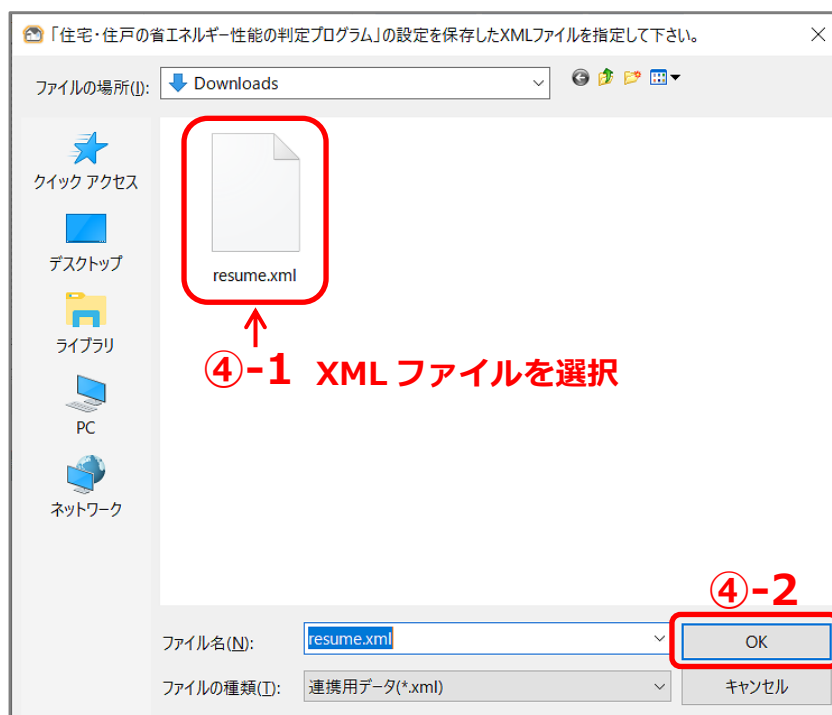 「住宅・住戸の省エネルギー性能の判定プログラム」の設定を保存したXMLファイルを指定して下さい。
ファイルの場所(I):
Downloads
クイック アクセス
デスクトップ
ライブラリ
PC
ネットワーク
resume.xml
④-1 XML ファイルを選択
④-2
ファイル名(N):
resume.xml
OK
ファイルの種類(T):
連携用データ(*.xml)
キャンセル